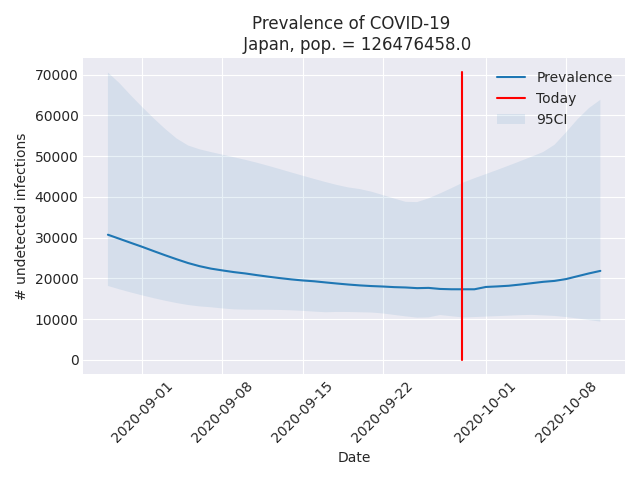 Prevalence of COVID-19
Japan, pop. = 126476458.0
Prevalence
Today
95CI
# undetected infections
70000
60000
50000
40000
30000
20000
10000
0
2020-09-01
2020-09-08
2020-09-15
2020-09-22
2020-10-01
2020-10-08
Date